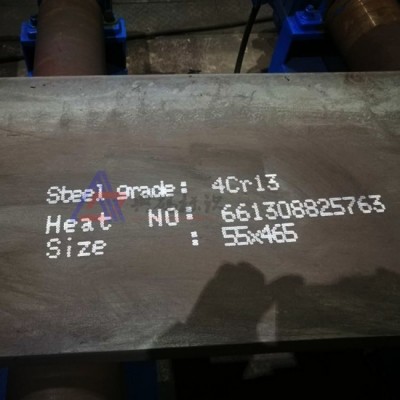 Steel grade: 4Cr13
Heat NO: 661308825763
Size : 55x465